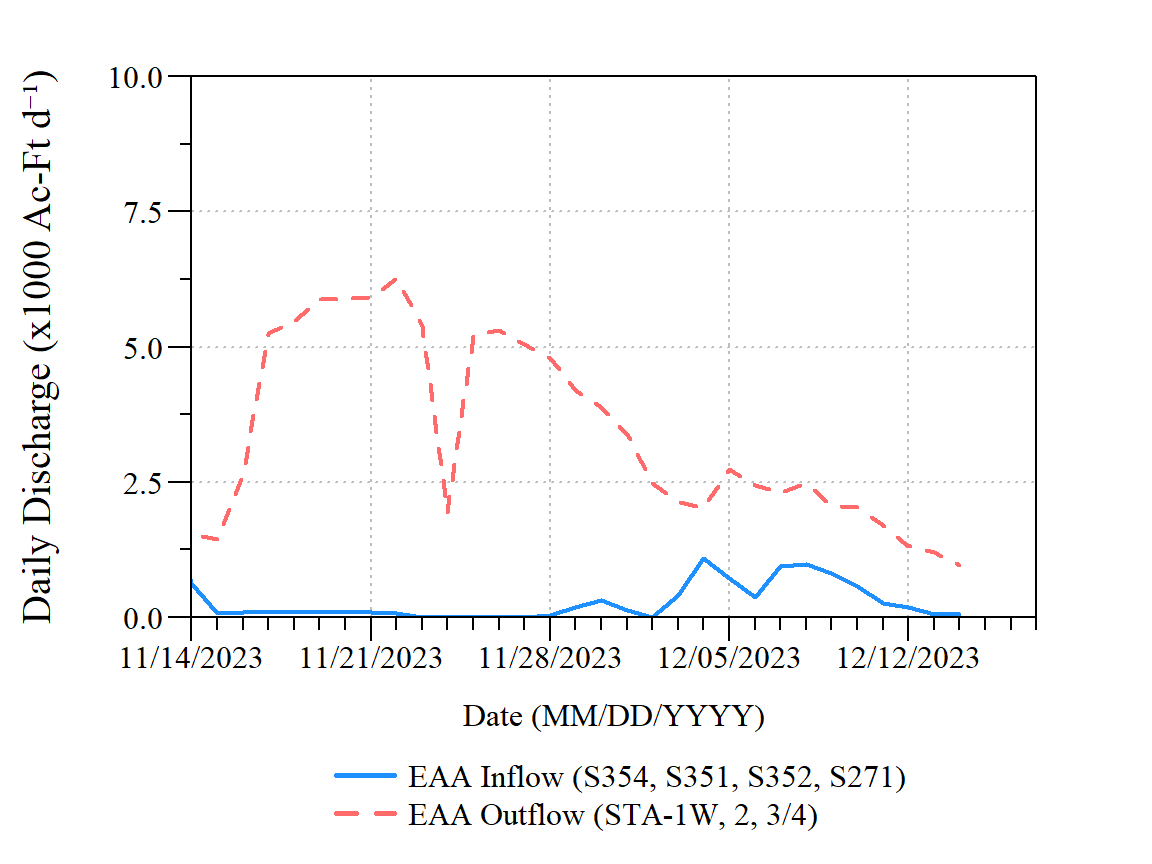 Daily Discharge (x1000 Ac-Ft d⁻¹)
10.0
7.5
5.0
2.5
0.0
11/14/2023 11/21/2023 11/28/2023 12/05/2023 12/12/2023
Date (MM/DD/YYYY)
EAA Inflow (S354, S351, S352, S271)
EAA Outflow (STA-1W, 2, 3/4)